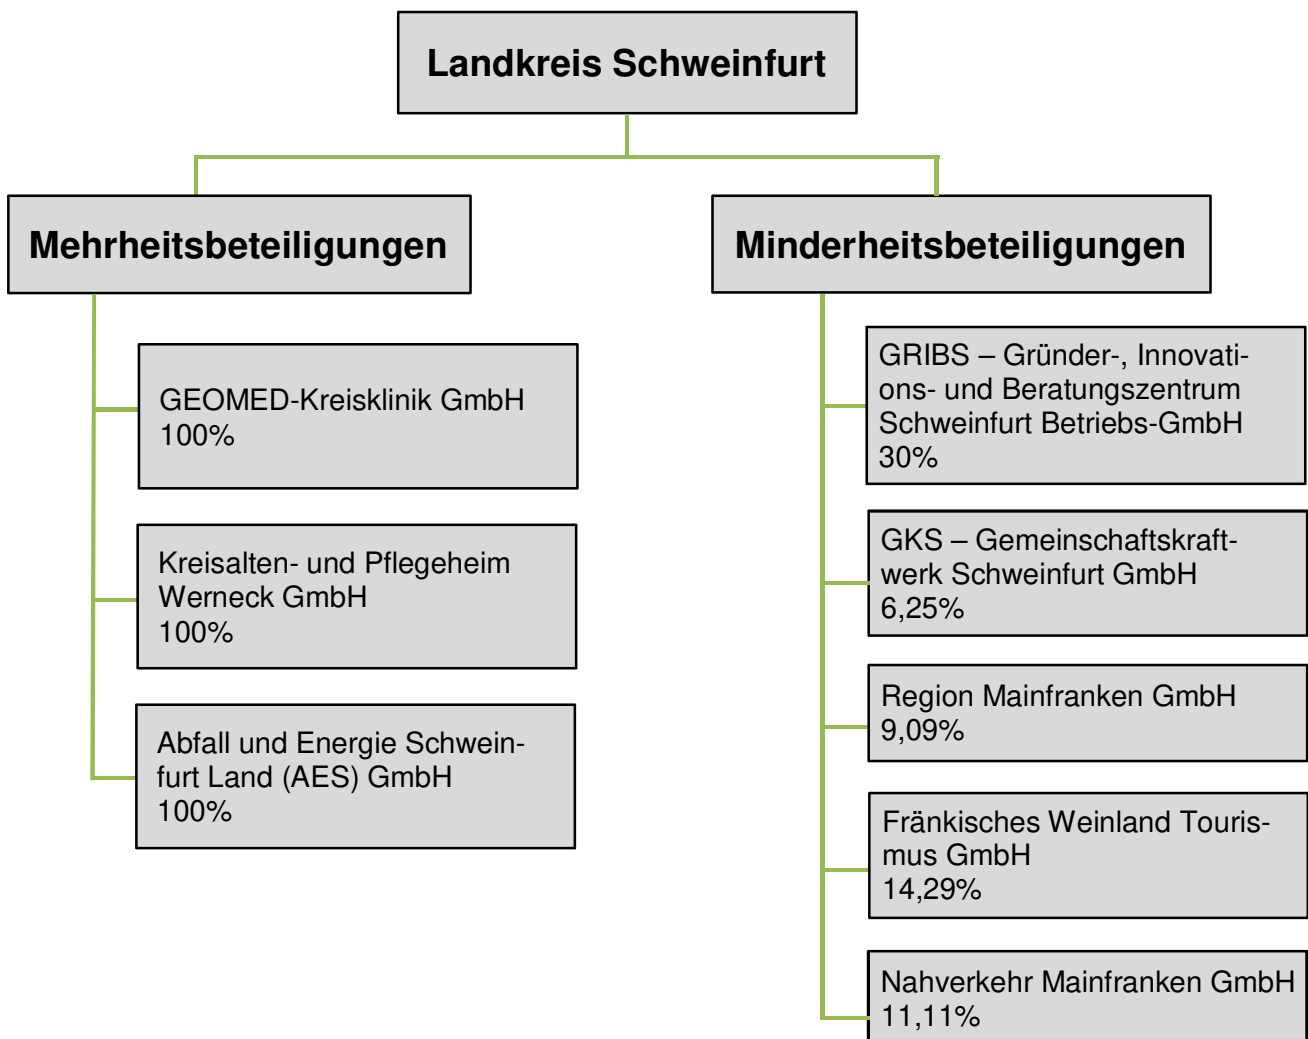 Landkreis Schweinfurt
Mehrheitsbeteiligungen
GEOMED-Kreisklinik GmbH
100%
Kreisalten- und Pflegeheim
Werneck GmbH
100%
Abfall und Energie Schwein-
furt Land (AES) GmbH
100%
Minderheitsbeteiligungen
GRIBS – Gründer-, Innovati-
ons- und Beratungszentrum
Schweinfurt Betriebs-GmbH
30%
GKS – Gemeinschaftskraft-
werk Schweinfurt GmbH
6,25%
Region Mainfranken GmbH
9,09%
Fränkisches Weinland Touris-
mus GmbH
14,29%
Nahverkehr Mainfranken GmbH
11,11%